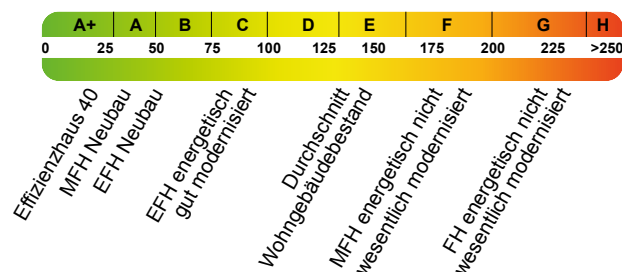 A+ A B C D E F G H
0 25 50 75 100 125 150 175 200 225 >250
Effizienzhaus 40
MFH Neubau
EFH Neubau
EFH energetisch
gut modernisiert
Durchschnitt
Wohngebäudebestand
MFH energetisch nicht
wesentlich modernisiert
FH energetisch nicht
wesentlich modernisiert